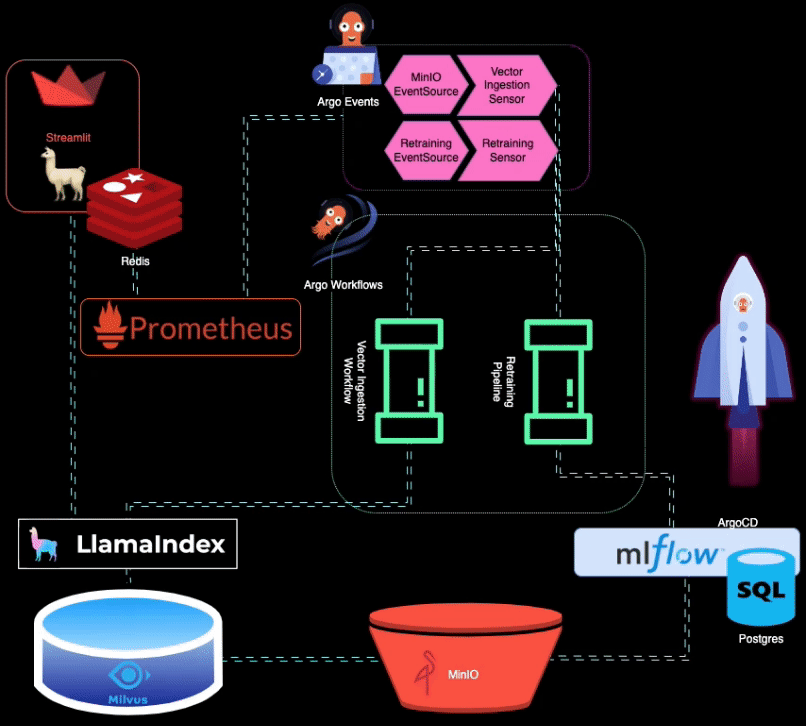 Argo Events
MinIO
EventSource
Vector
Ingestion
Sensor
Retraining
EventSource
Retraining
Sensor
Streamlit
Redis
Prometheus
Argo Workflows
Vector Ingestion
Workflow
Retraining
Pipeline
ArgoCD
LlamaIndex
mlflow
TM
SQL
Postgres
Milvus
MinIO